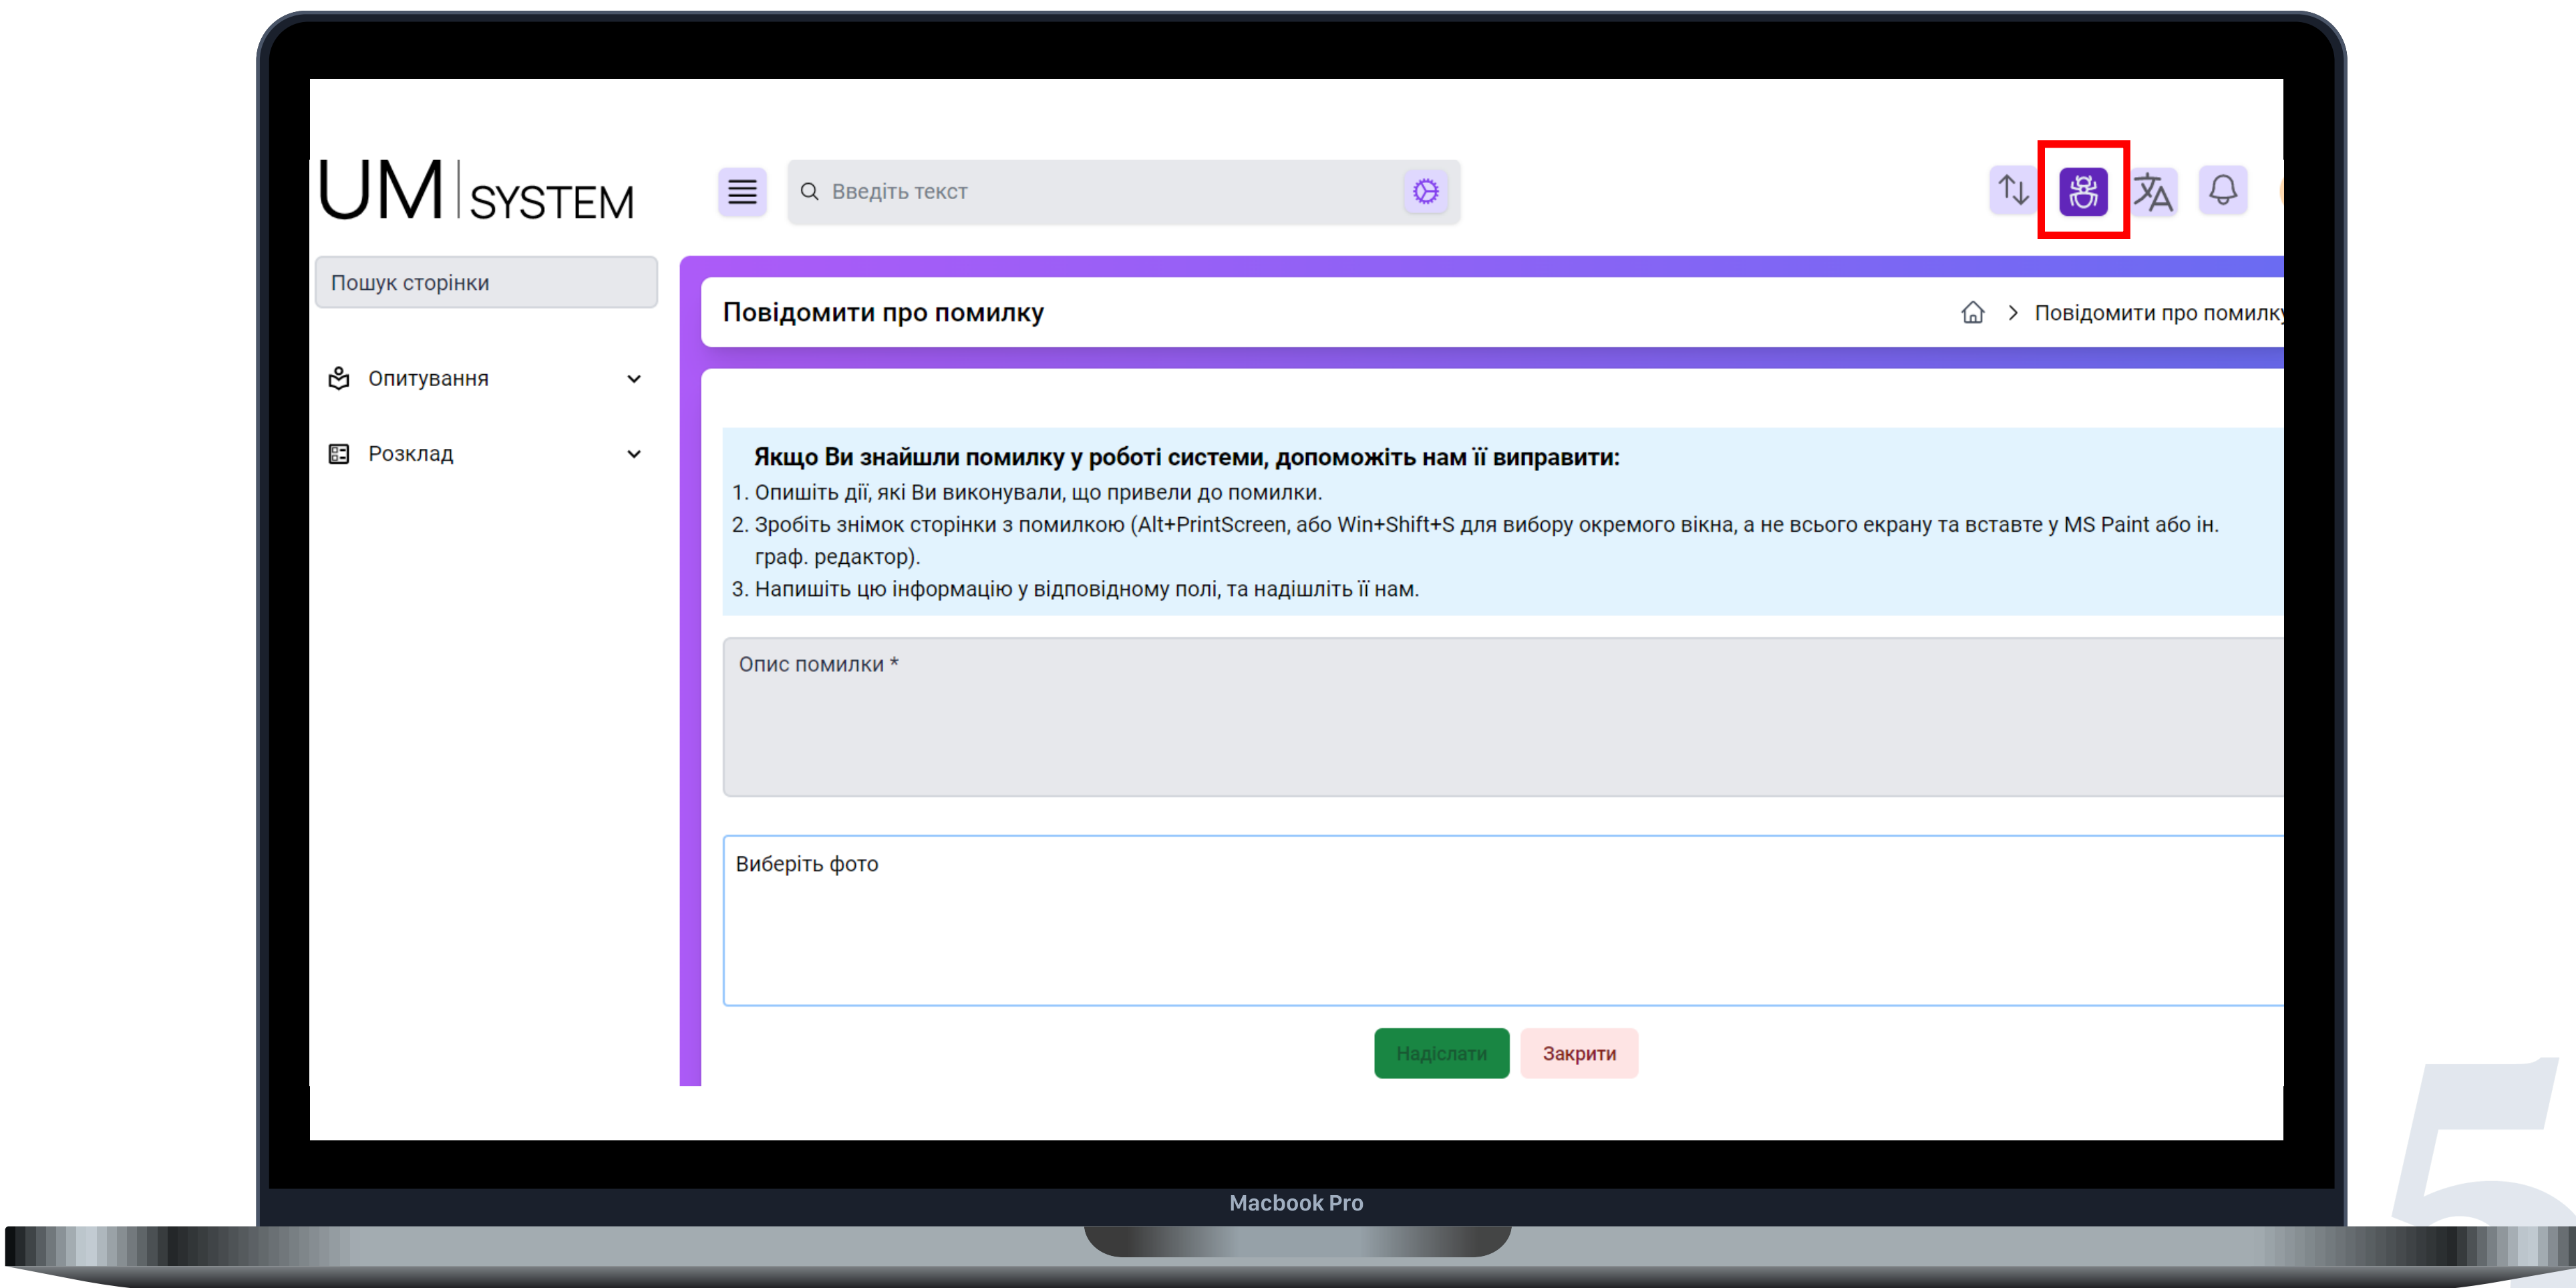 UM SYSTEM
Введіть текст
Пошук сторінки
Опитування
Розклад
Повідомити про помилку
Повідомити про помилку
Якщо Ви знайшли помилку у роботі системи, допоможіть нам її виправити:
1. Опишіть дії, які Ви виконували, що привели до помилки.
2. Зробіть знімок сторінки з помилкою (Alt+PrintScreen, або Win+Shift+S для вибору окремого вікна, а не всього екрану та вставте у MS Paint або ін.
граф. редактор).
3. Напишіть цю інформацію у відповідному полі, та надішліть її нам.
Опис помилки *
Виберіть фото
Надіслати
Закрити
Macbook Pro
5